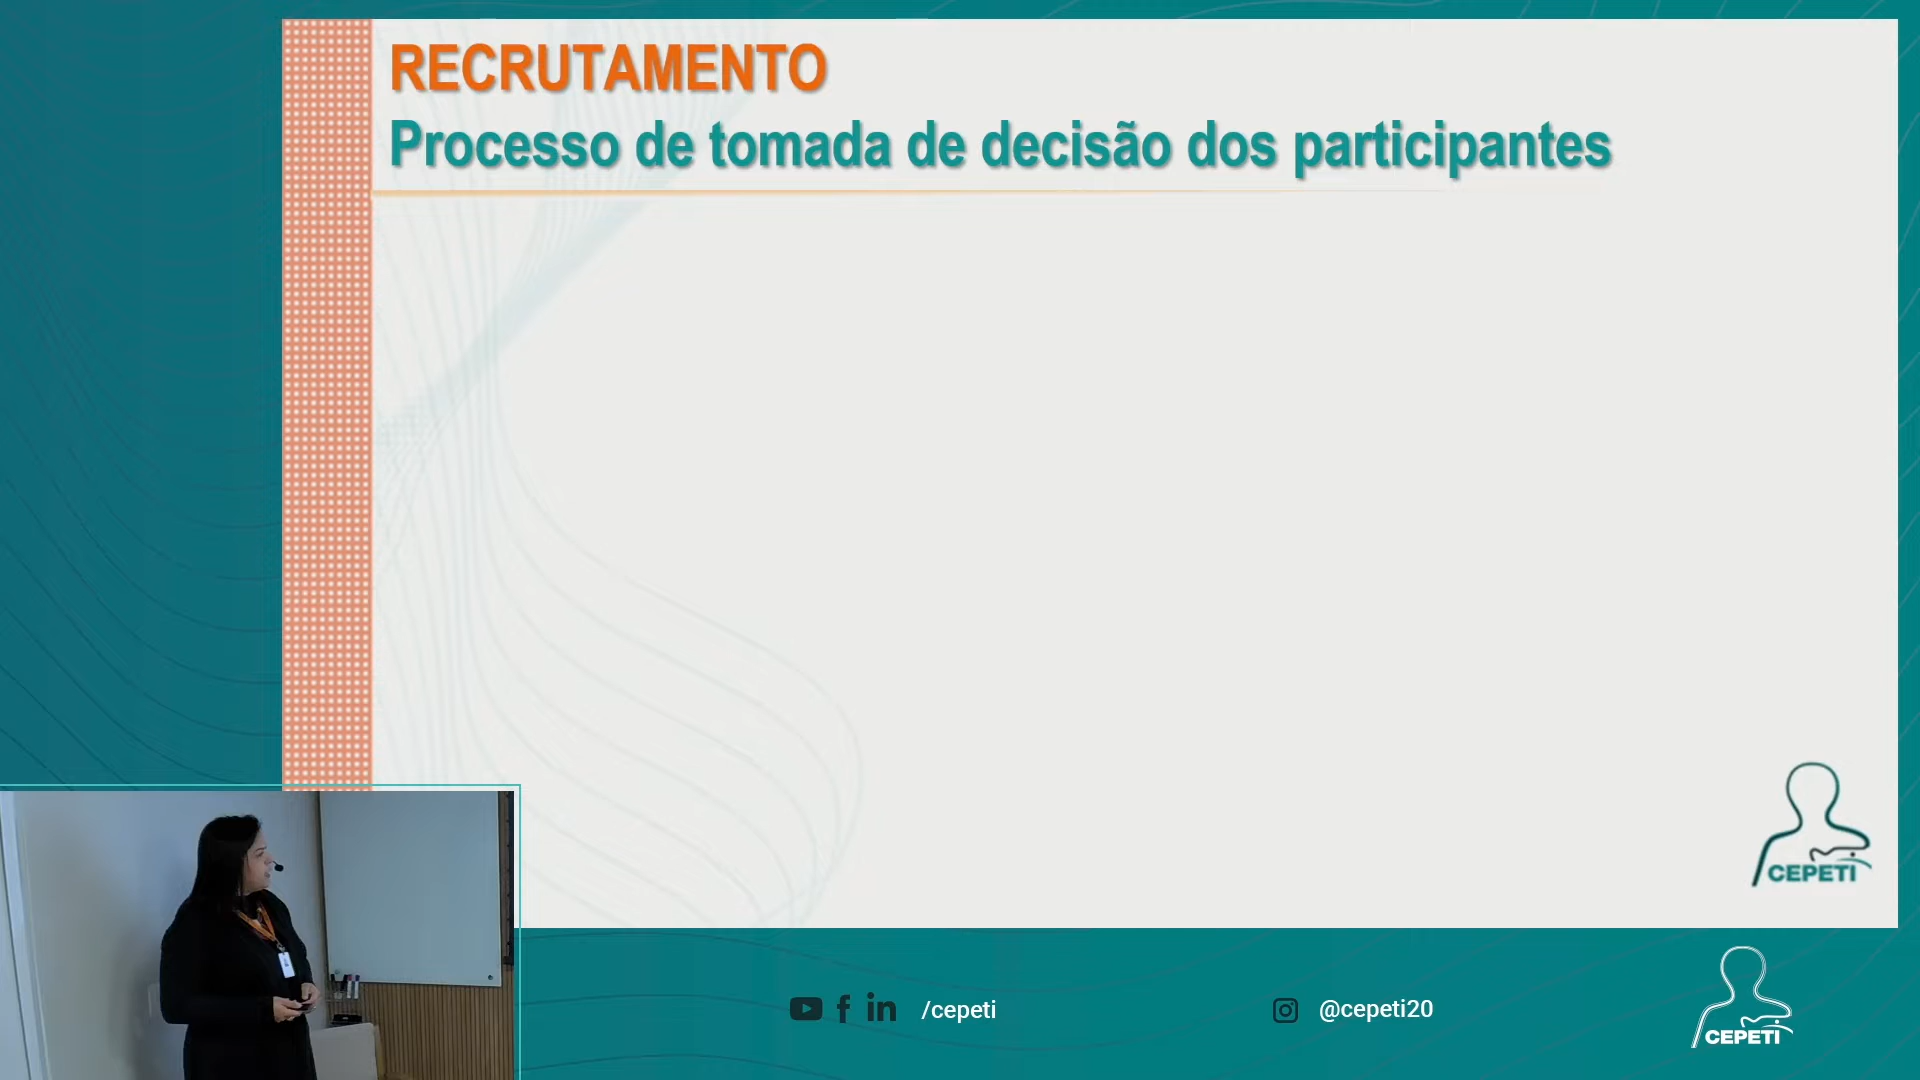 RECRUTAMENTO
Processo de tomada de decisão dos participantes
CEPETI
/cepeti
@cepeti20
CEPETI